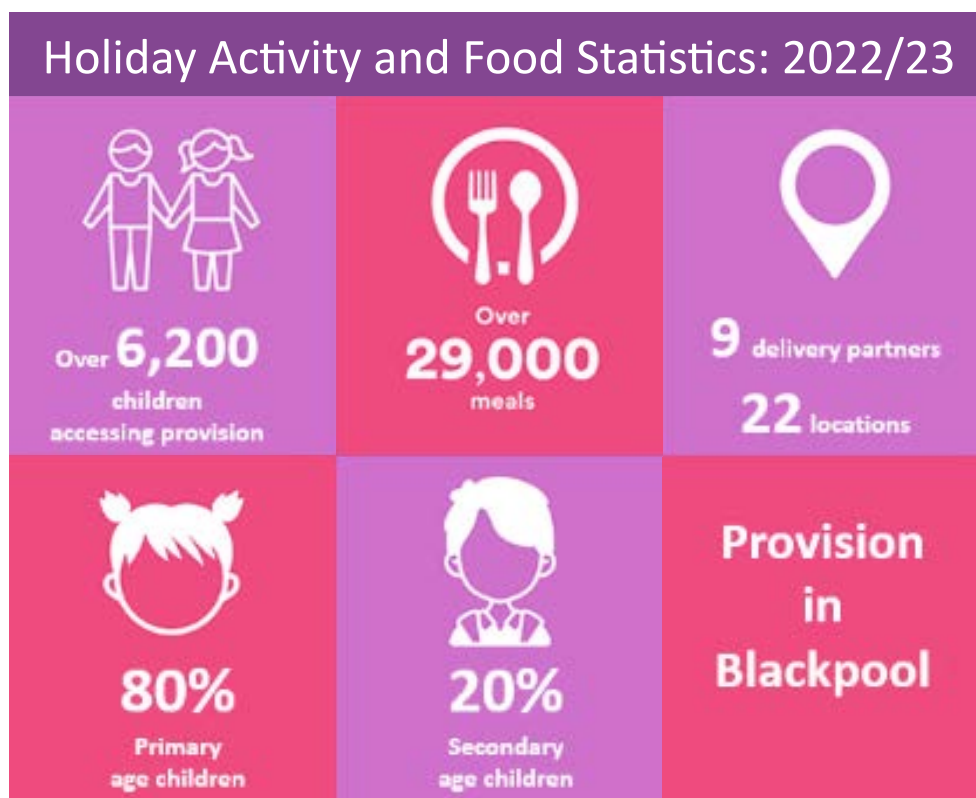 Holiday Activity and Food Statistics: 2022/23
Over 6,200
children
accessing provision
Over
29,000
meals
9 delivery partners
22 locations
80%
Primary
age children
20%
Secondary
age children
Provision
in
Blackpool